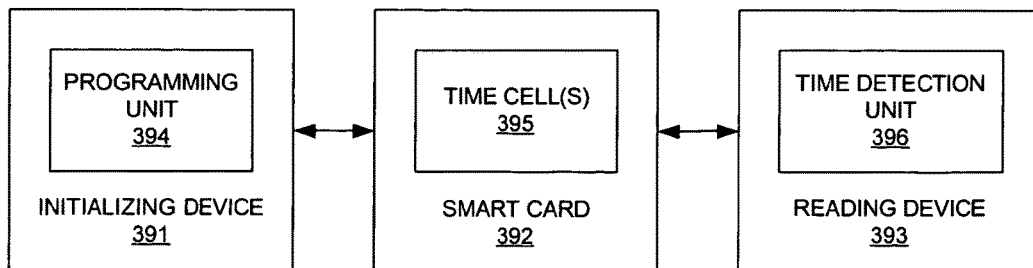 PROGRAMMING
UNIT
394
INITIALIZING DEVICE
391
TIME CELL(S)
395
SMART CARD
392
TIME DETECTION
UNIT
396
READING DEVICE
393